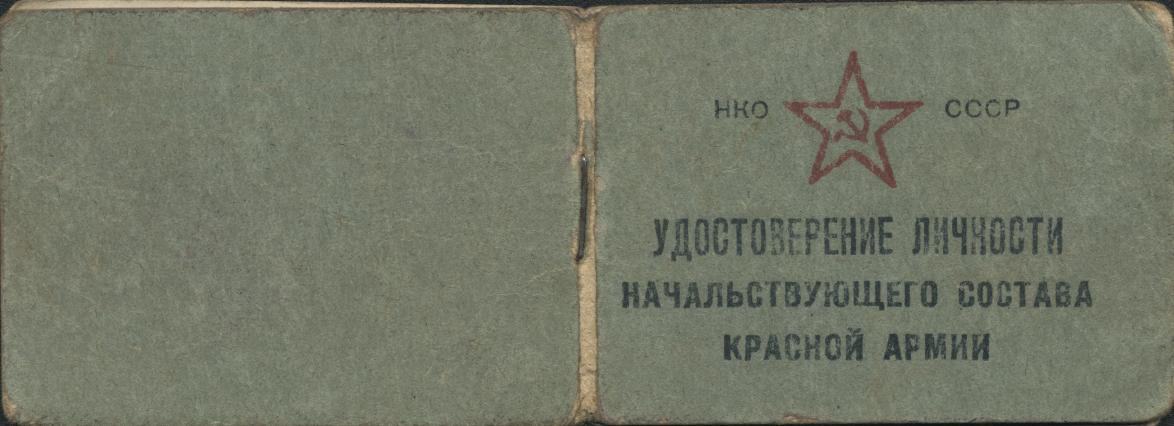 НКО СССР
УДОСТОВЕРЕНИЕ ЛИЧНОСТИ
НАЧАЛЬСТВУЮЩЕГО СОСТАВА
КРАСНОЙ АРМИИ